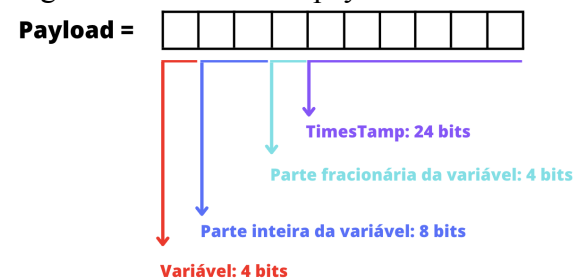 Payload =
TimesTamp: 24 bits
Parte fracionária da variável: 4 bits
Parte inteira da variável: 8 bits
Variável: 4 bits